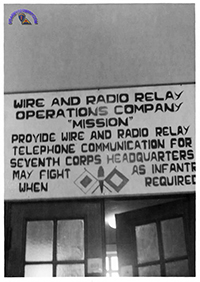 WIRE AND RADIO RELAY
OPERATIONS COMPANY
"MISSION"
PROVIDE WIRE AND RADIO RELAY
TELEPHONE COMMUNICATION FOR
SEVENTH CORPS HEADQUARTERS
MAY FIGHT AS INFANT
WHEN REQUIRED